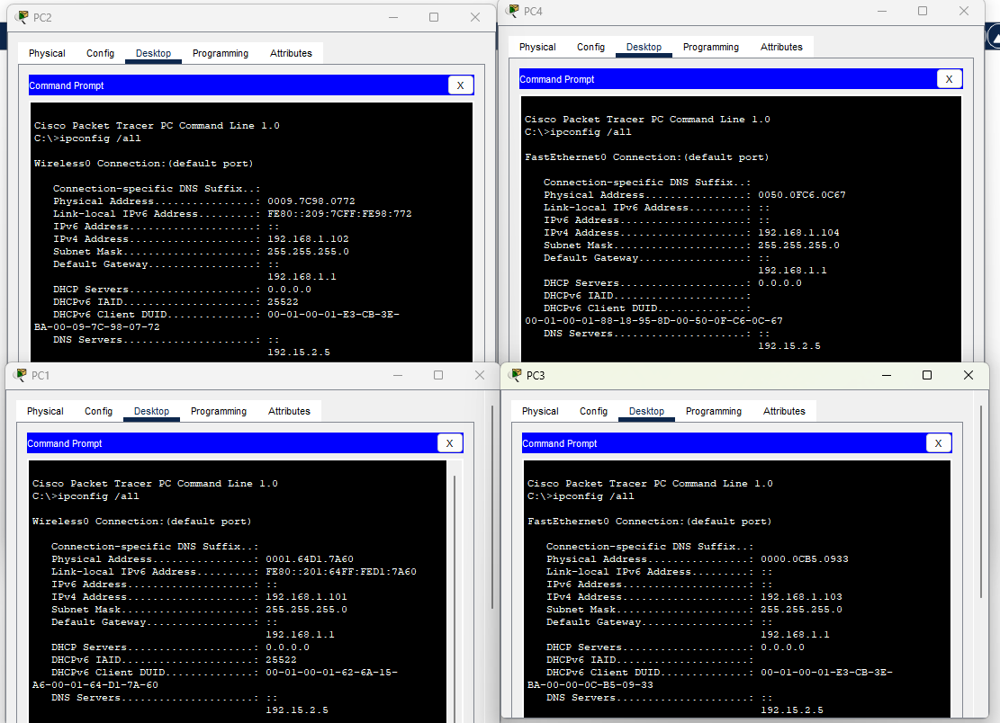 PC2
Physical Config Desktop Programming Attributes
Command Prompt X
Cisco Packet Tracer PC Command Line 1.0
C:\>ipconfig /all
Wireless0 Connection:(default port)
Connection-specific DNS Suffix..:
Physical Address................: 0009.7C98.0772
Link-local IPv6 Address.........: FE80::209:7CFF:FE98:772
IPv6 Address....................: ::
IPv4 Address....................: 192.168.1.102
Subnet Mask.....................: 255.255.255.0
Default Gateway.................: ::
192.168.1.1
DHCP Servers....................: 0.0.0.0
DHCPv6 IAID.....................: 25522
DHCPv6 Client DUID..............: 00-01-00-01-E3-CB-3E-
BA-00-09-7C-98-07-72
DNS Servers.....................: ::
192.15.2.5
PC4
Physical Config Desktop Programming Attributes
Command Prompt X
Cisco Packet Tracer PC Command Line 1.0
C:\>ipconfig /all
FastEthernet0 Connection:(default port)
Connection-specific DNS Suffix..:
Physical Address................: 0050.0FC6.0C67
Link-local IPv6 Address.........: ::
IPv6 Address....................: ::
IPv4 Address....................: 192.168.1.104
Subnet Mask.....................: 255.255.255.0
Default Gateway.................: ::
192.168.1.1
DHCP Servers....................: 0.0.0.0
DHCPv6 IAID.....................:
DHCPv6 Client DUID..............:
00-01-00-01-88-18-95-8D-00-50-0F-C6-0C-67
DNS Servers.....................: ::
192.15.2.5
PC1
Physical Config Desktop Programming Attributes
Command Prompt X
Cisco Packet Tracer PC Command Line 1.0
C:\>ipconfig /all
Wireless0 Connection:(default port)
Connection-specific DNS Suffix..:
Physical Address................: 0001.64D1.7A60
Link-local IPv6 Address.........: FE80::201:64FF:FED1:7A60
IPv6 Address....................: ::
IPv4 Address....................: 192.168.1.101
Subnet Mask.....................: 255.255.255.0
Default Gateway.................: ::
192.168.1.1
DHCP Servers....................: 0.0.0.0
DHCPv6 IAID.....................: 25522
DHCPv6 Client DUID..............: 00-01-00-01-62-6A-15-
A6-00-01-64-D1-7A-60
DNS Servers.....................: ::
192.15.2.5
PC3
Physical Config Desktop Programming Attributes
Command Prompt X
Cisco Packet Tracer PC Command Line 1.0
C:\>ipconfig /all
FastEthernet0 Connection:(default port)
Connection-specific DNS Suffix..:
Physical Address................: 0000.0CB5.0933
Link-local IPv6 Address.........: ::
IPv6 Address....................: ::
IPv4 Address....................: 192.168.1.103
Subnet Mask.....................: 255.255.255.0
Default Gateway.................: ::
192.168.1.1
DHCP Servers....................: 0.0.0.0
DHCPv6 IAID.....................:
DHCPv6 Client DUID..............: 00-01-00-01-E3-CB-3E-
BA-00-00-0C-B5-09-33
DNS Servers.....................: ::
192.15.2.5